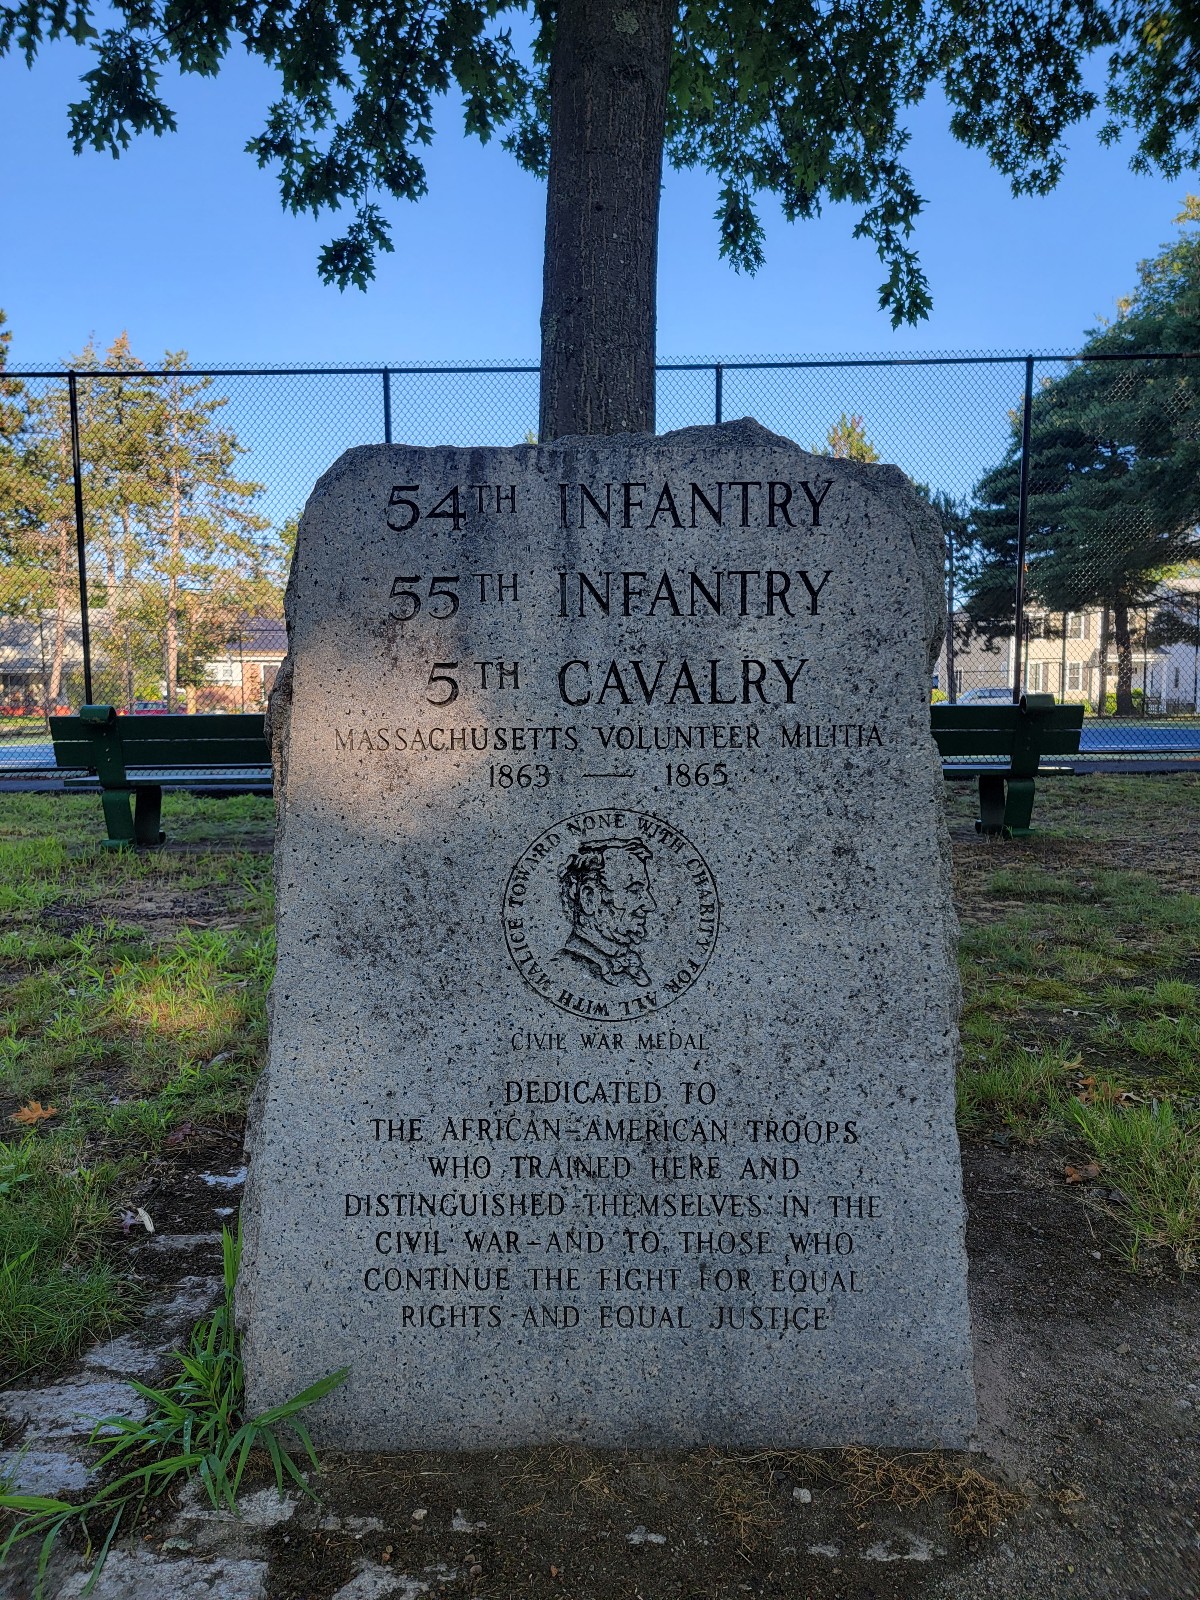 54TH INFANTRY
55TH INFANTRY
5TH CAVALRY
MASSACHUSETTS VOLUNTEER MILITIA
1863 — 1865
WITH MALICE TOWARD NONE WITH CHARITY FOR ALL
CIVIL WAR MEDAL
DEDICATED TO
THE AFRICAN-AMERICAN TROOPS
WHO TRAINED HERE AND
DISTINGUISHED THEMSELVES IN THE
CIVIL WAR-AND TO THOSE WHO
CONTINUE THE FIGHT FOR EQUAL
RIGHTS AND EQUAL JUSTICE